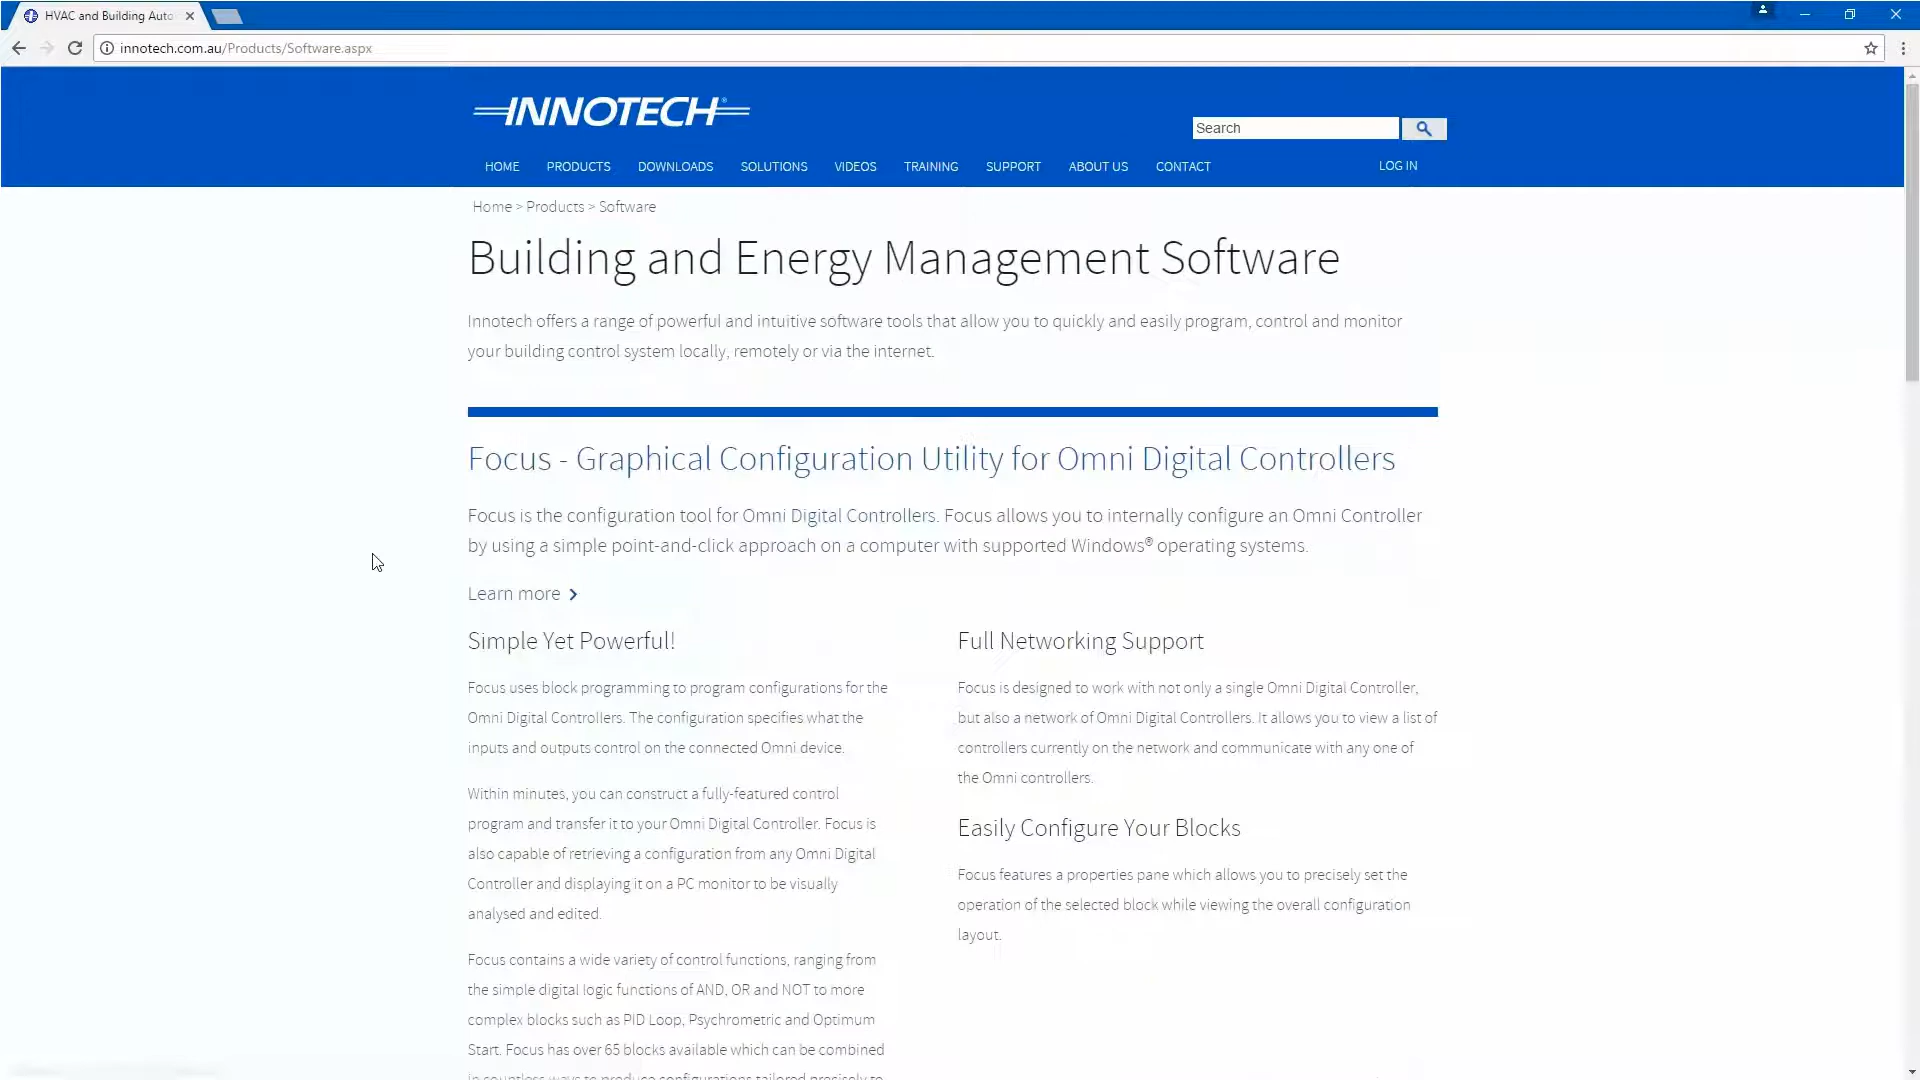 HVAC and Building Auto
innotech.com.au/Products/Software.aspx
INNOTECH®
Search
HOME PRODUCTS DOWNLOADS SOLUTIONS VIDEOS TRAINING SUPPORT ABOUT US CONTACT LOG IN
Home > Products > Software
Building and Energy Management Software
Innotech offers a range of powerful and intuitive software tools that allow you to quickly and easily program, control and monitor
your building control system locally, remotely or via the internet.
Focus - Graphical Configuration Utility for Omni Digital Controllers
Focus is the configuration tool for Omni Digital Controllers. Focus allows you to internally configure an Omni Controller
by using a simple point-and-click approach on a computer with supported Windows® operating systems.
Learn more
Simple Yet Powerful!
Focus uses block programming to program configurations for the
Omni Digital Controllers. The configuration specifies what the
inputs and outputs control on the connected Omni device.
Within minutes, you can construct a fully-featured control
program and transfer it to your Omni Digital Controller. Focus is
also capable of retrieving a configuration from any Omni Digital
Controller and displaying it on a PC monitor to be visually
analysed and edited.
Focus contains a wide variety of control functions, ranging from
the simple digital logic functions of AND, OR and NOT to more
complex blocks such as PID Loop, Psychrometric and Optimum
Start. Focus has over 65 blocks available which can be combined
in countless ways to produce configurations tailored precisely to
Full Networking Support
Focus is designed to work with not only a single Omni Digital Controller,
but also a network of Omni Digital Controllers. It allows you to view a list of
controllers currently on the network and communicate with any one of
the Omni controllers.
Easily Configure Your Blocks
Focus features a properties pane which allows you to precisely set the
operation of the selected block while viewing the overall configuration
layout.